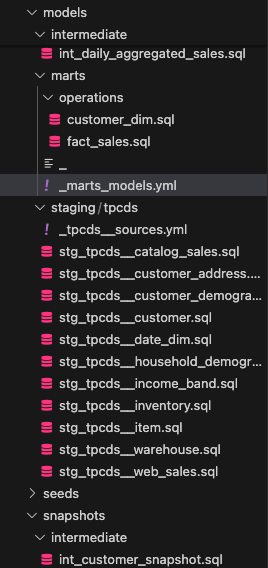 models
intermediate
int_daily_aggregated_sales.sql
marts
operations
customer_dim.sql
fact_sales.sql
_
! _marts_models.yml
staging/tpcds
! _tpcds__sources.yml
stg_tpcds__catalog_sales.sql
stg_tpcds__customer_address....
stg_tpcds__customer_demogra...
stg_tpcds__customer.sql
stg_tpcds__date_dim.sql
stg_tpcds__household_demogr...
stg_tpcds__income_band.sql
stg_tpcds__inventory.sql
stg_tpcds__item.sql
stg_tpcds__warehouse.sql
stg_tpcds__web_sales.sql
seeds
snapshots
intermediate
int_customer_snapshot.sql